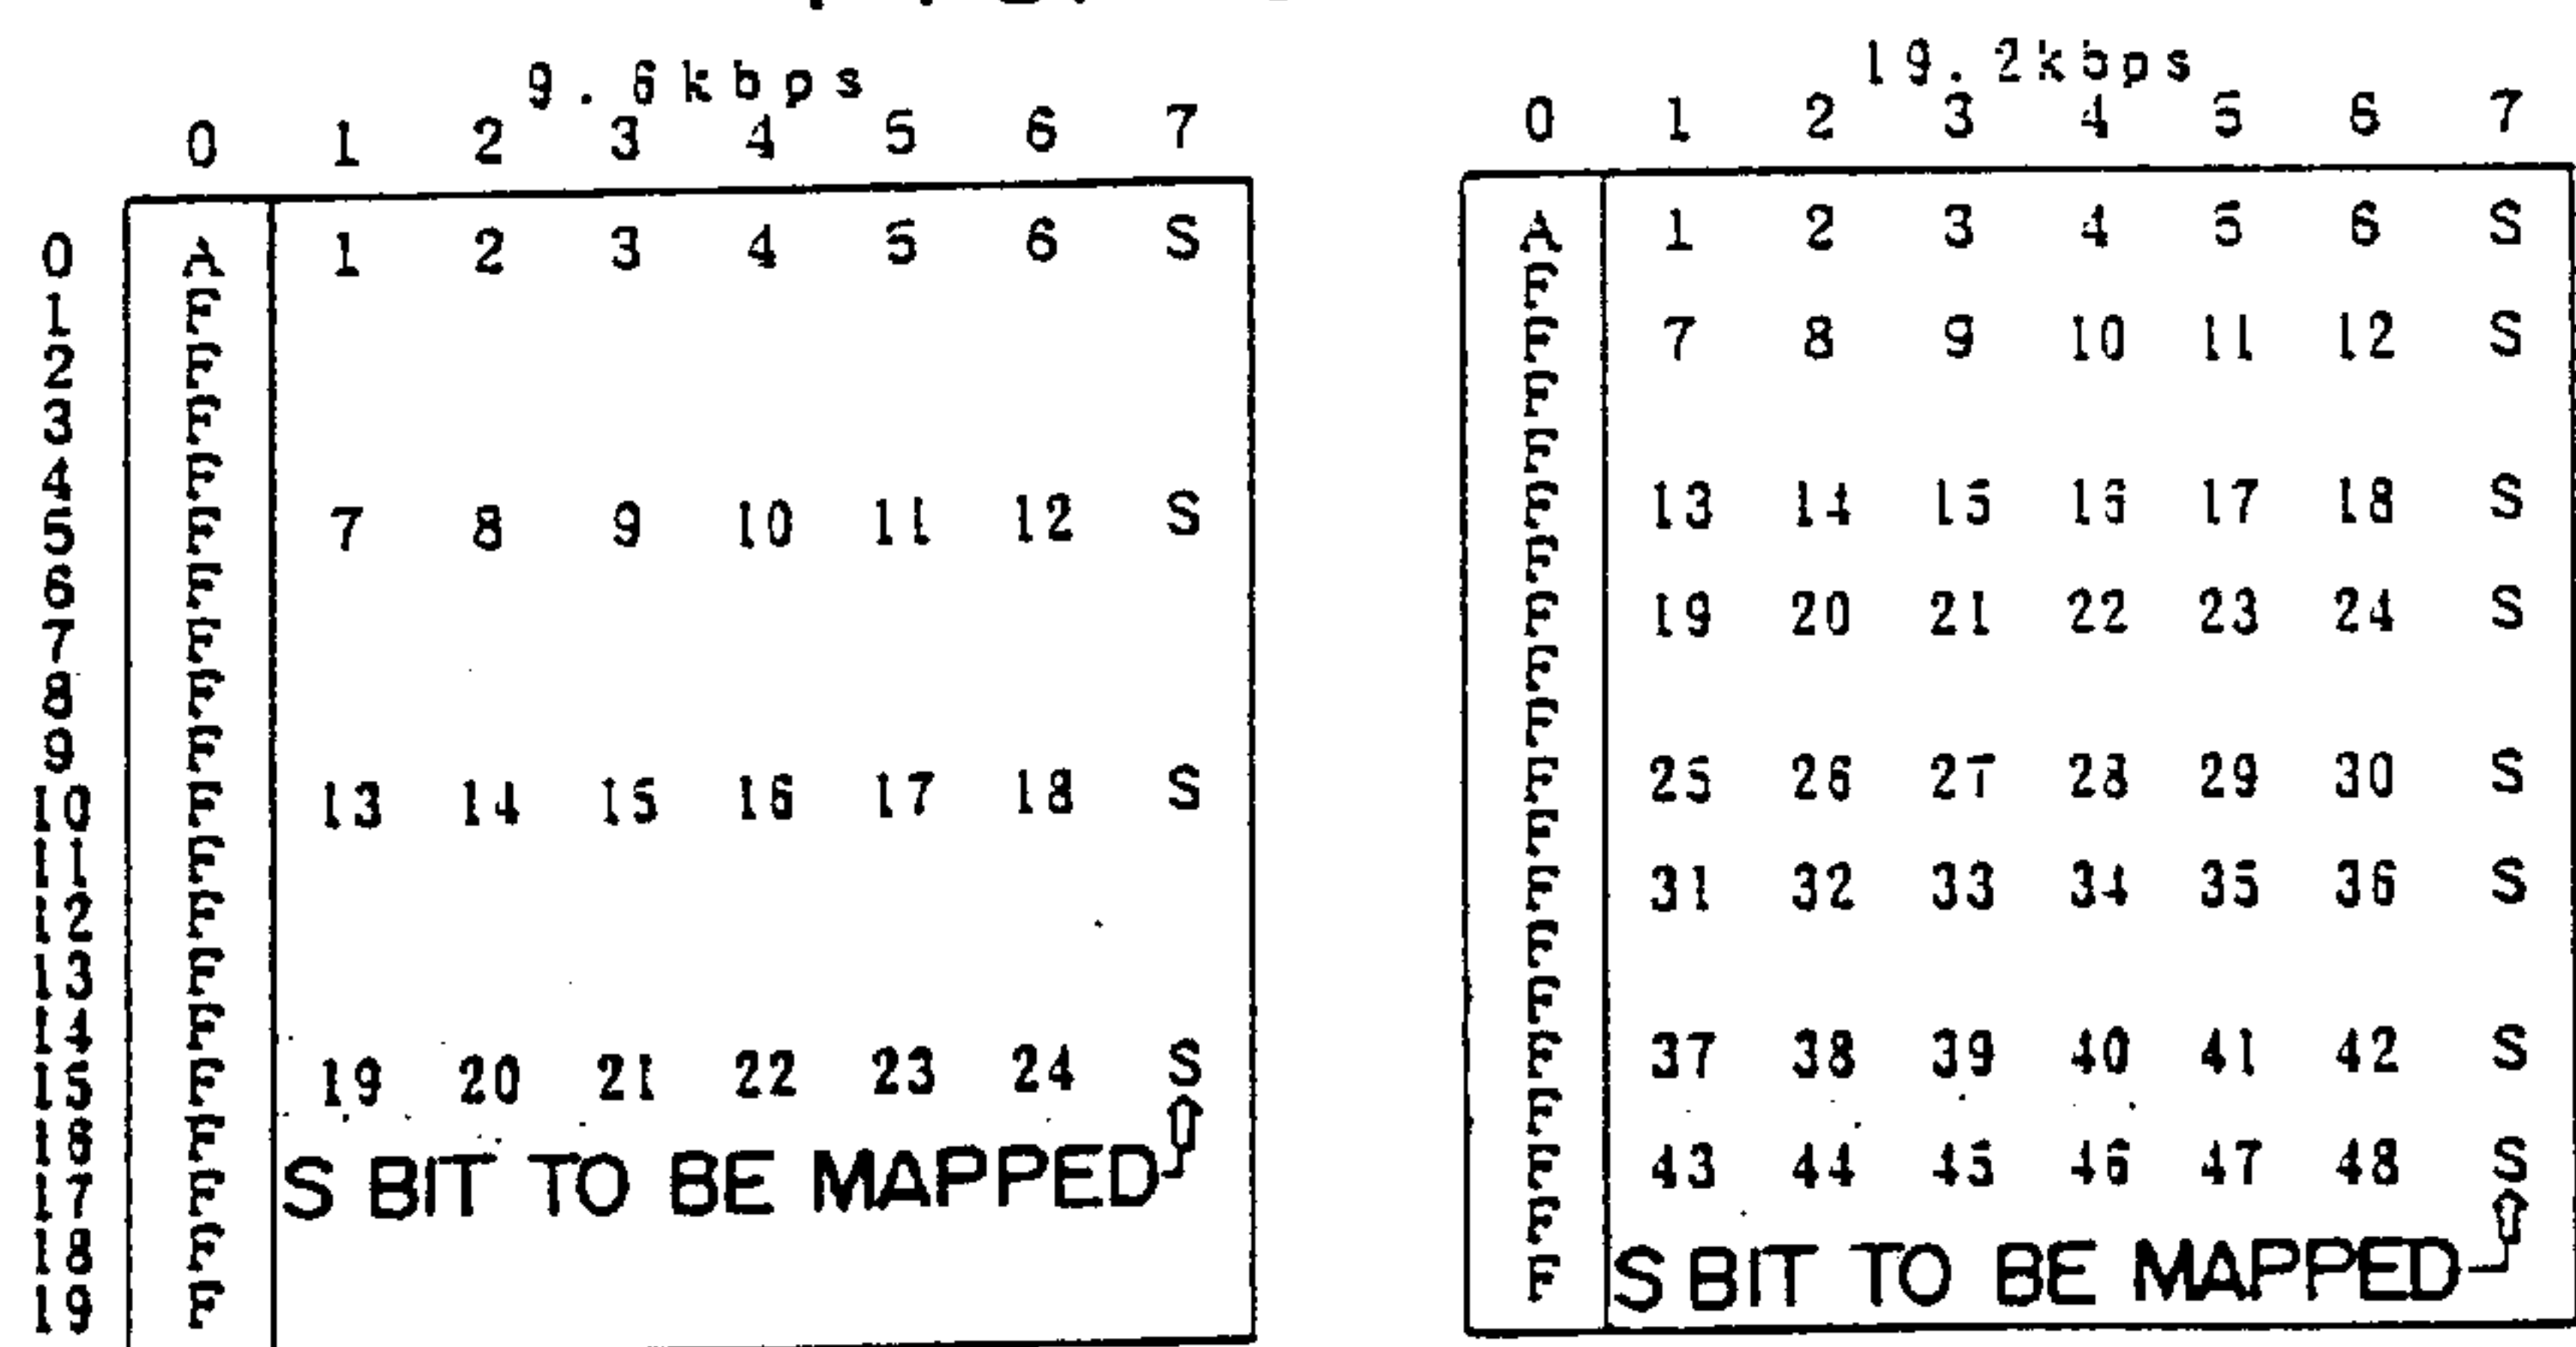 9.6kbps
0 1 2 3 4 5 6 7
0 A 1 2 3 4 5 6 S
1 F
2 F
3 F
4 F
5 F 7 8 9 10 11 12 S
6 F
7 F
8 F
9 F
10 F 13 14 15 16 17 18 S
11 F
12 F
13 F
14 F
15 F 19 20 21 22 23 24 S
16 F
17 F S BIT TO BE MAPPED
18 F
19 F
19.2kbps
0 1 2 3 4 5 6 7
A 1 2 3 4 5 6 S
F
F 7 8 9 10 11 12 S
F
F
F 13 14 15 16 17 18 S
F
F 19 20 21 22 23 24 S
F
F
F 25 26 27 28 29 30 S
F
F 31 32 33 34 35 36 S
F
F
F 37 38 39 40 41 42 S
F
F 43 44 45 46 47 48 S
F
F S BIT TO BE MAPPED